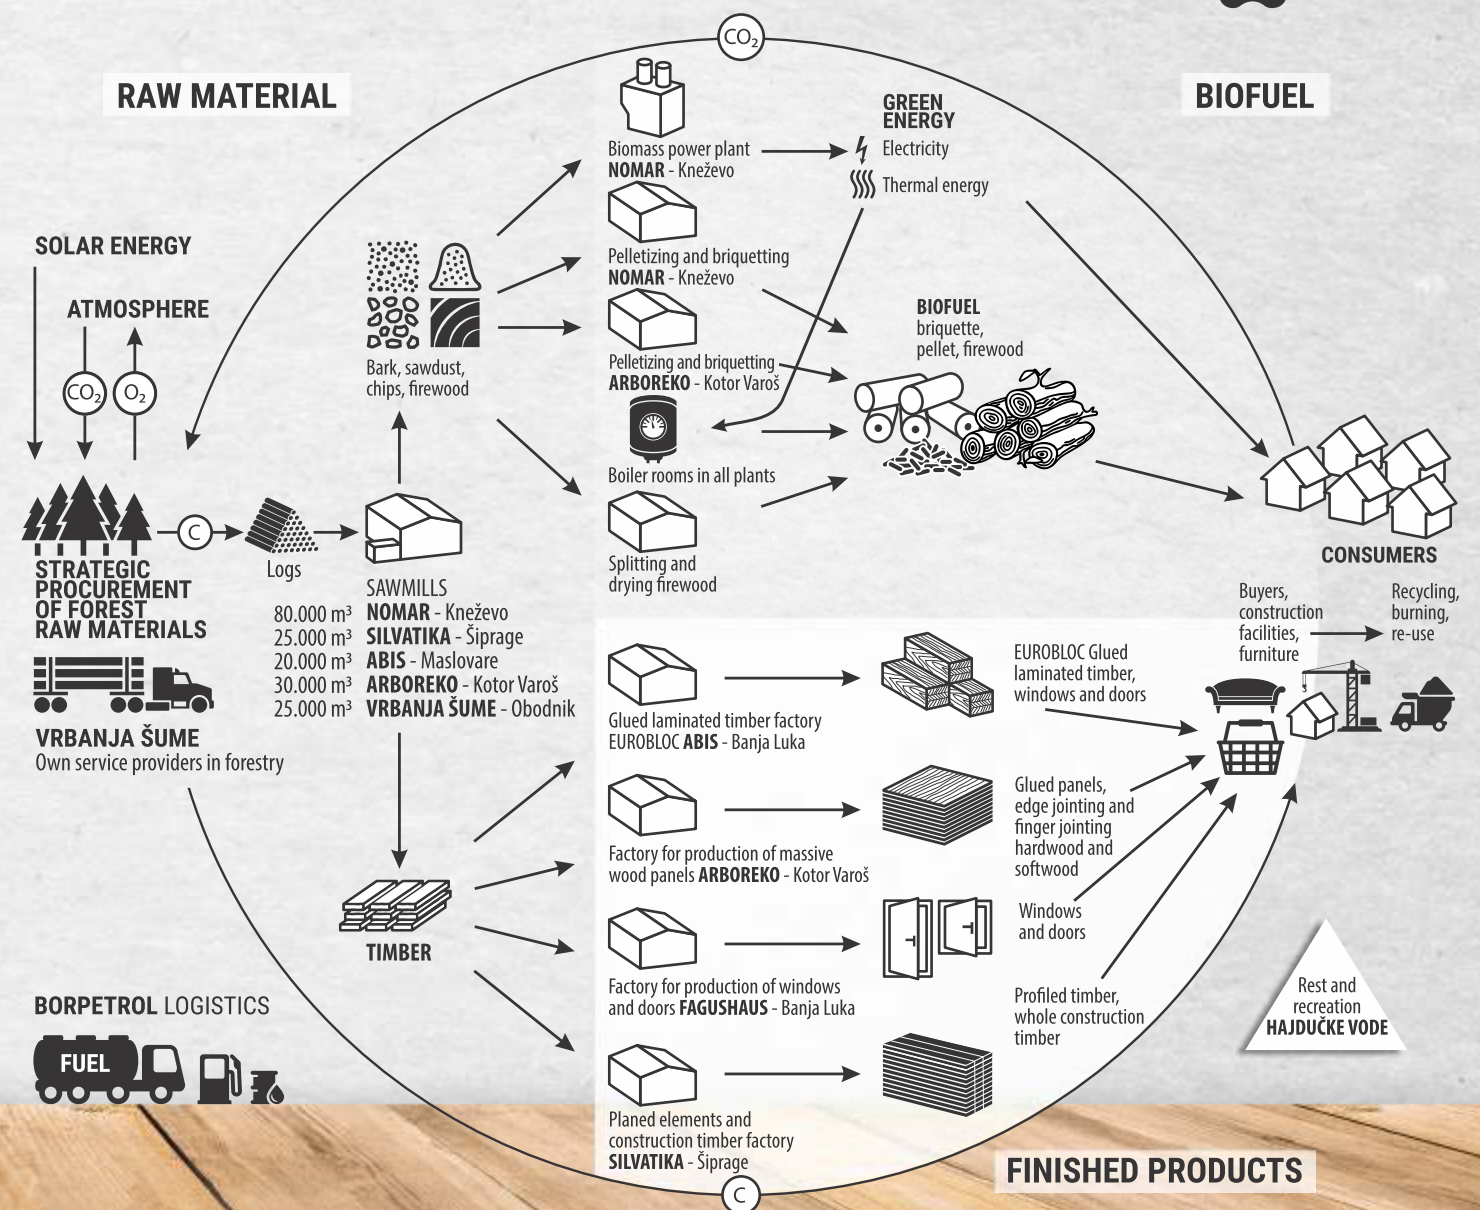 CO₂
RAW MATERIAL
BIOFUEL
SOLAR ENERGY
ATMOSPHERE
CO₂
O₂
C
Logs
STRATEGIC
PROCUREMENT
OF FOREST
RAW MATERIALS
VRBANJA ŠUME
Own service providers in forestry
BORPETROL LOGISTICS
FUEL
Bark, sawdust,
chips, firewood
SAWMILLS
80.000 m³ NOMAR - Kneževo
25.000 m³ SILVATIKA - Šiprage
20.000 m³ ABIS - Maslovare
30.000 m³ ARBOREKO - Kotor Varoš
25.000 m³ VRBANJA ŠUME - Obodnik
TIMBER
Biomass power plant
NOMAR - Kneževo
Pelletizing and briquetting
NOMAR - Kneževo
Pelletizing and briquetting
ARBOREKO - Kotor Varoš
Boiler rooms in all plants
Splitting and
drying firewood
GREEN
ENERGY
Electricity
Thermal energy
BIOFUEL
briquette,
pellet, firewood
CONSUMERS
Buyers,
construction
facilities,
furniture
Recycling,
burning,
re-use
Glued laminated timber factory
EUROBLOC ABIS - Banja Luka
EUROBLOC Glued
laminated timber,
windows and doors
Factory for production of massive
wood panels ARBOREKO - Kotor Varoš
Glued panels,
edge jointing and
finger jointing
hardwood and
softwood
Factory for production of windows
and doors FAGUSHAUS - Banja Luka
Windows
and doors
Planed elements and
construction timber factory
SILVATIKA - Šiprage
Profiled timber,
whole construction
timber
Rest and
recreation
HAJDUČKE VODE
FINISHED PRODUCTS
C